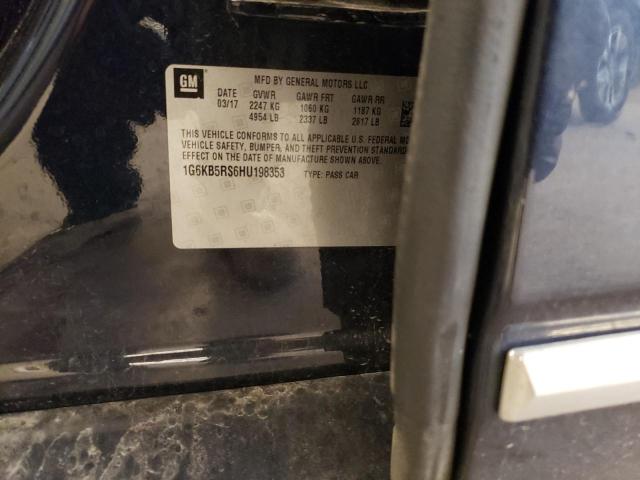 GM
MFD BY GENERAL MOTORS LLC
DATE GVWR GAWR FRT GAWR RR
03/17 2247 KG 1060 KG 1187 KG
4954 LB 2337 LB 2617 LB
THIS VEHICLE CONFORMS TO ALL APPLICABLE U.S. FEDERAL
VEHICLE SAFETY, BUMPER, AND THEFT PREVENTION STANDARDS
EFFECT ON THE DATE OF MANUFACTURE SHOWN ABOVE.
1G6KB5RS6HU198353 TYPE: PASS CAR